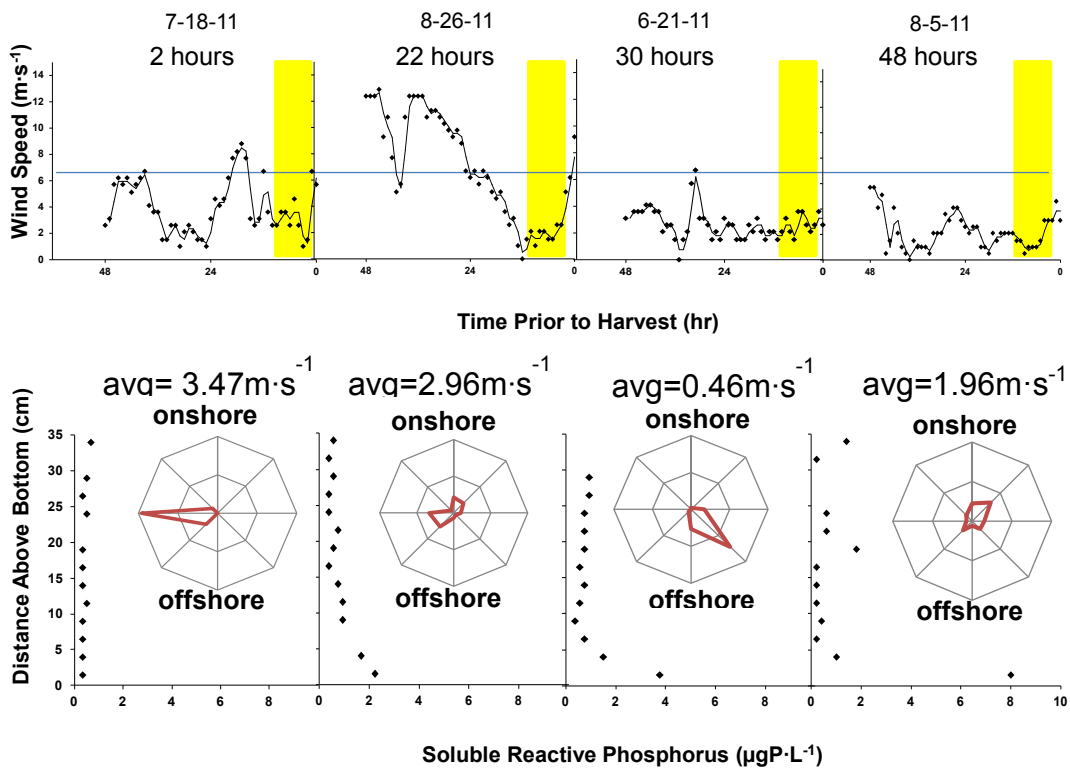 7-18-11 8-26-11 6-21-11 8-5-11
2 hours 22 hours 30 hours 48 hours
Wind Speed (m·s-1)
14
12
10
8
6
4
2
0
48 24 0 48 24 0 48 24 0 48 24 0
Time Prior to Harvest (hr)
avg= 3.47m·s-1 avg=2.96m·s-1 avg=0.46m·s-1 avg=1.96m·s-1
onshore onshore onshore onshore
Distance Above Bottom (cm)
35
30
25
20
15
10
5
0
offshore offshore offshore offshore
0 2 4 6 8 0 2 4 6 8 0 2 4 6 8 0 2 4 6 8 10
Soluble Reactive Phosphorus (µgP·L-1)